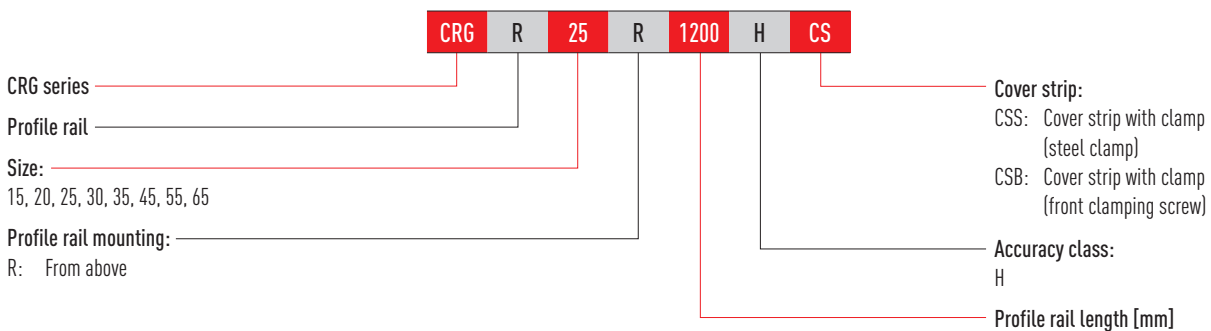 CRG R 25 R 1200 H CS
CRG series
Profile rail
Size:
15, 20, 25, 30, 35, 45, 55, 65
Profile rail mounting:
R: From above
Cover strip:
CSS: Cover strip with clamp
(steel clamp)
CSB: Cover strip with clamp
(front clamping screw)
Accuracy class:
H
Profile rail length [mm]